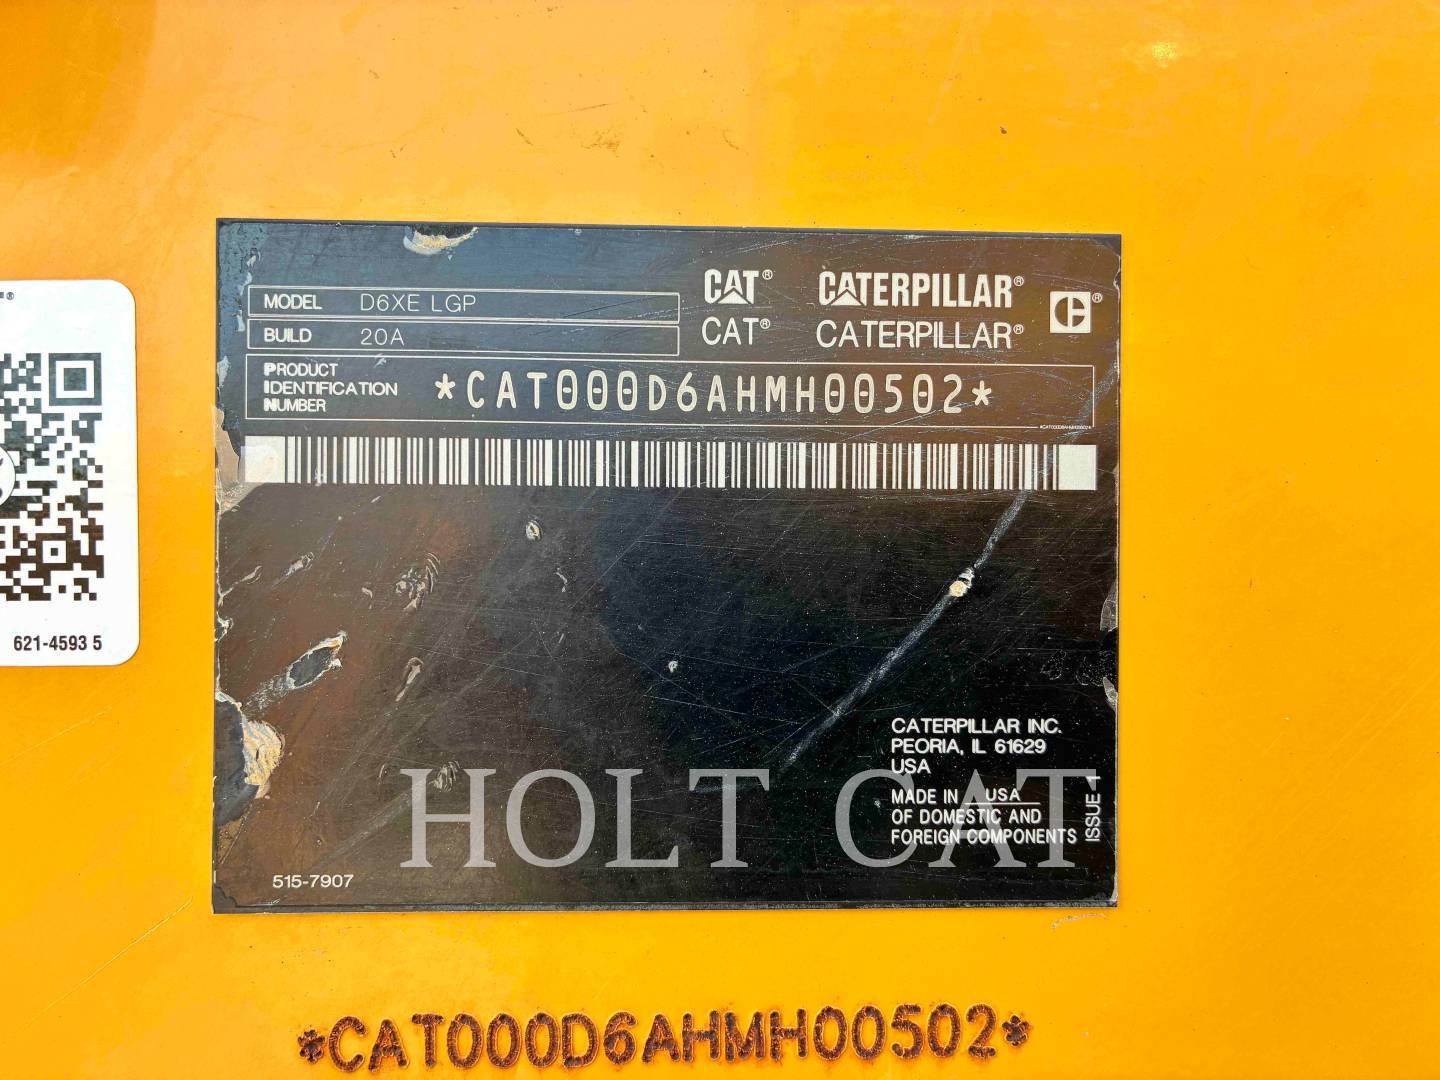 CAT® CATERPILLAR®
CAT® CATERPILLAR®
MODEL D6XE LGP
BUILD 20A
PRODUCT
IDENTIFICATION
NUMBER
*CAT000D6AHMH00502*
621-4593 5
CATERPILLAR INC.
PEORIA, IL 61629
USA
MADE IN USA
OF DOMESTIC AND
FOREIGN COMPONENTS
ISSUE 1
HOLT CAT
515-7907
*CAT000D6AHMH00502*